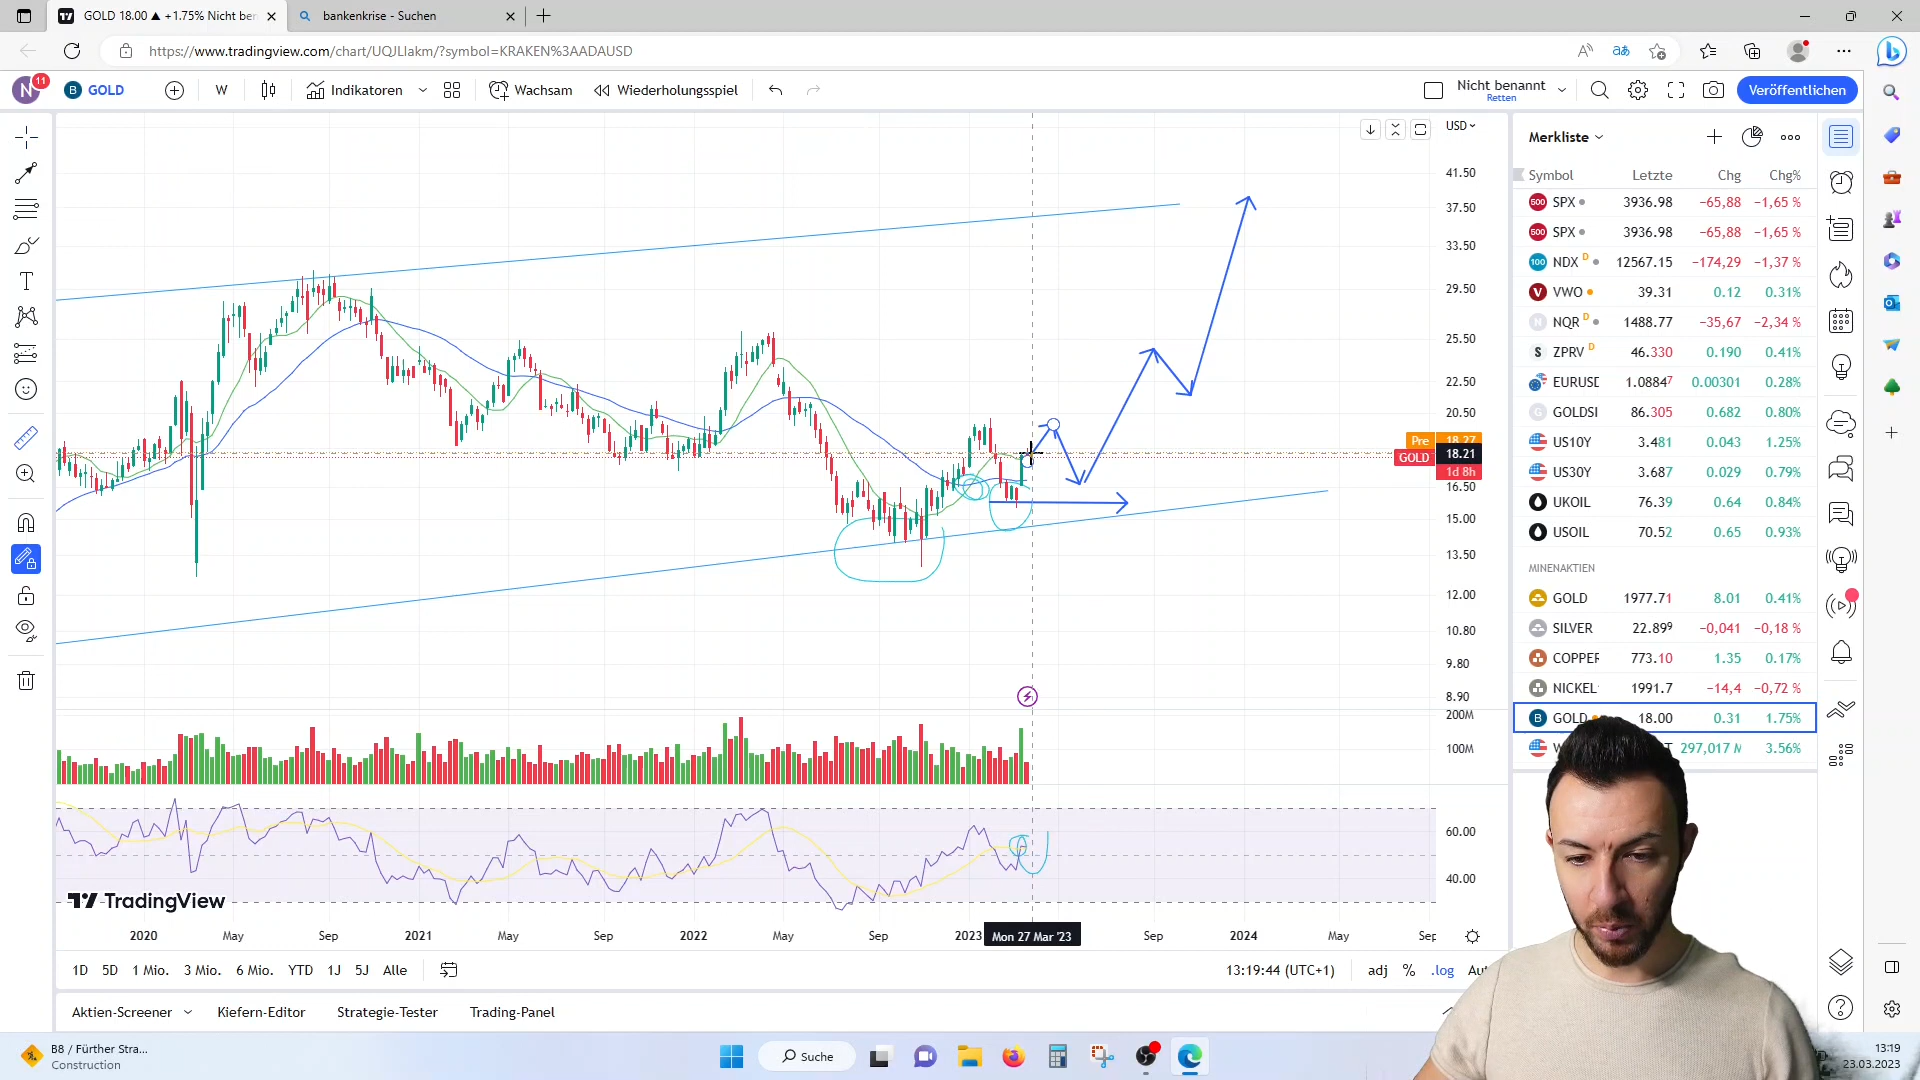 GOLD 18.00 ▲ +1.75% Nicht ben
bankenkrise - Suchen
https://www.tradingview.com/chart/UQJLIakm/?symbol=KRAKEN%3AADAUSD
N
11
B GOLD
W
Indikatoren
Wachsam
Wiederholungsspiel
Nicht benannt
Retten
Veröffentlichen
USD
41.50
37.50
33.50
29.50
25.50
22.50
20.50
Pre 18.27
GOLD 18.21
1d 8h
16.50
15.00
13.50
12.00
10.80
9.80
8.90
200M
100M
60.00
40.00
TradingView
2020 May Sep 2021 May Sep 2022 May Sep 2023 Mon 27 Mar '23 Sep 2024 May Sep
1D 5D 1 Mio. 3 Mio. 6 Mio. YTD 1J 5J Alle
13:19:44 (UTC+1) adj % .log Au
Aktien-Screener Kiefern-Editor Strategie-Tester Trading-Panel
Merkliste
Symbol Letzte Chg Chg%
500 SPX 3936.98 −65,88 −1,65 %
500 SPX 3936.98 −65,88 −1,65 %
100 NDX D 12567.15 −174,29 −1,37 %
V VWO 39.31 0.12 0.31%
N NQR D 1488.77 −35,67 −2,34 %
S ZPRV D 46.330 0.190 0.41%
EURUSD 1.08847 0.00301 0.28%
G GOLDSI 86.305 0.682 0.80%
US10Y 3.481 0.043 1.25%
US30Y 3.687 0.029 0.79%
UKOIL 76.39 0.64 0.84%
USOIL 70.52 0.65 0.93%
MINENAKTIEN
GOLD 1977.71 8.01 0.41%
SILVER 22.899 −0,041 −0,18 %
COPPER 773.10 1.35 0.17%
NICKEL 1991.7 −14,4 −0,72 %
B GOLD 18.00 0.31 1.75%
297,017 M 3.56%
B8 / Fürther Stra...
Construction
Suche
13:19
23.03.2023